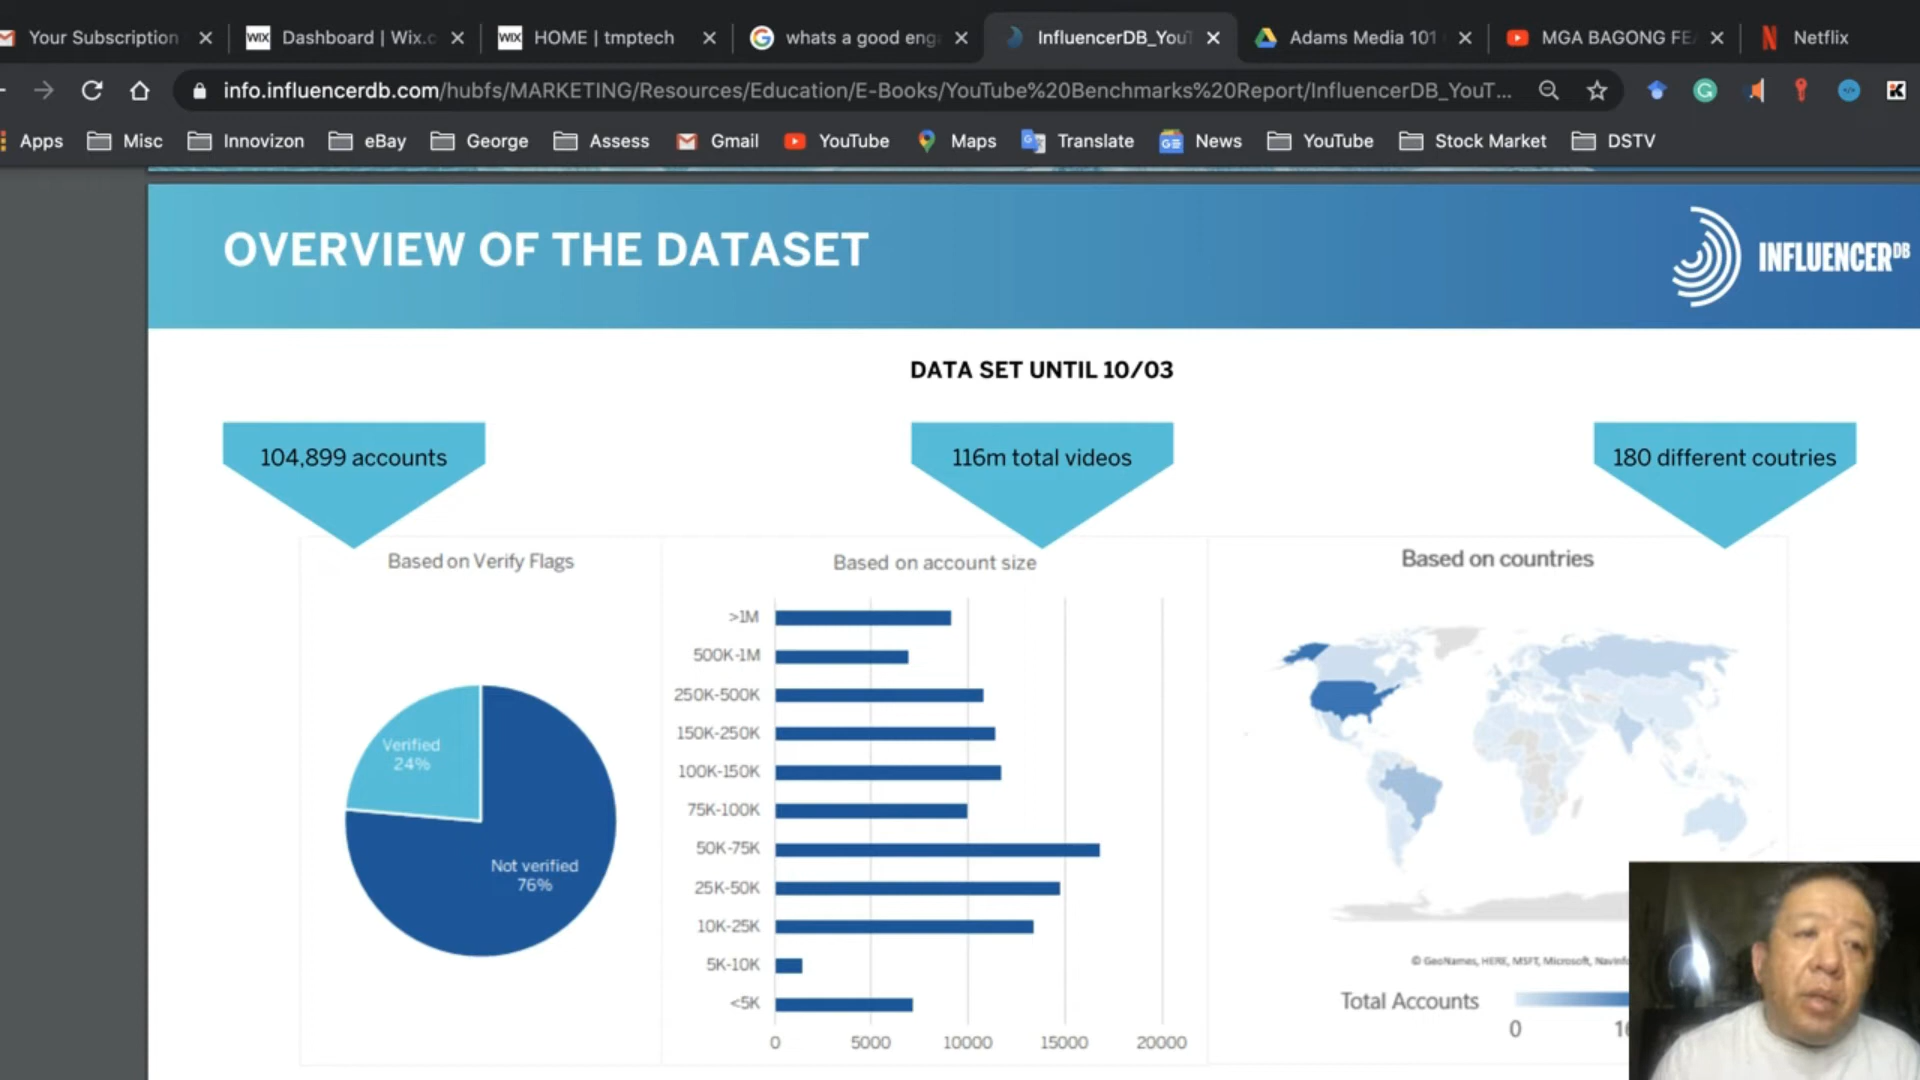 Your Subscription
Dashboard | Wix.c
HOME | tmptech
whats a good eng
InfluencerDB_You
Adams Media 101
MGA BAGONG FE
Netflix
info.influencerdb.com/hubfs/MARKETING/Resources/Education/E-Books/YouTube%20Benchmarks%20Report/InfluencerDB_YouT...
Apps
Misc
Innovizon
eBay
George
Assess
Gmail
YouTube
Maps
Translate
News
YouTube
Stock Market
DSTV
OVERVIEW OF THE DATASET
INFLUENCERDB
DATA SET UNTIL 10/03
104,899 accounts
116m total videos
180 different coutries
Based on Verify Flags
Verified
24%
Not verified
76%
Based on account size
>1M
500K-1M
250K-500K
150K-250K
100K-150K
75K-100K
50K-75K
25K-50K
10K-25K
5K-10K
<5K
0 5000 10000 15000 20000
Based on countries
© GeoNames, HERE, MSFT, Microsoft, Navinf
Total Accounts
0